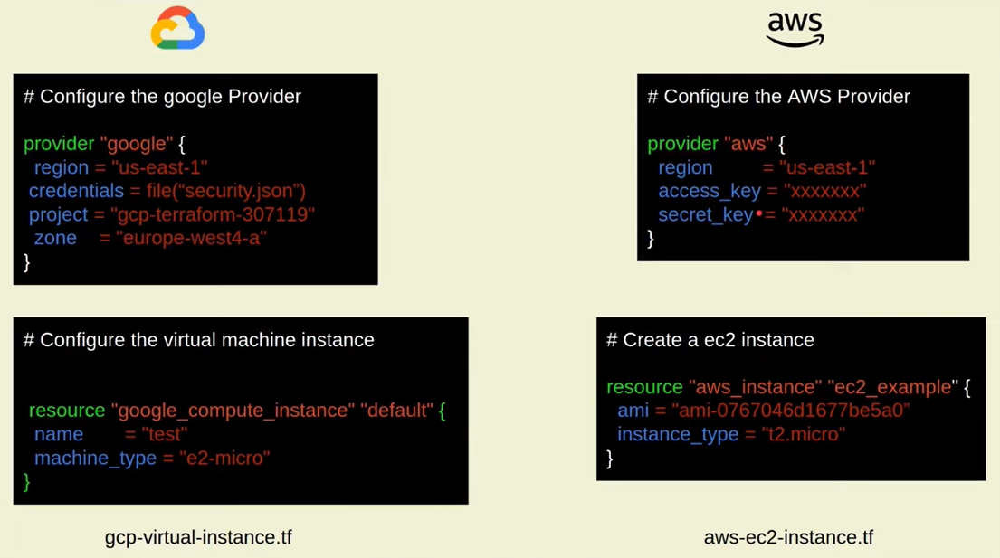 aws
# Configure the google Provider
provider "google" {
region = "us-east-1"
credentials = file(“security.json”)
project = "gcp-terraform-307119"
zone = "europe-west4-a"
}
# Configure the AWS Provider
provider "aws" {
region = "us-east-1"
access_key = "xxxxxxx"
secret_key = "xxxxxxx"
}
# Configure the virtual machine instance
resource "google_compute_instance" "default" {
name = "test"
machine_type = "e2-micro"
}
# Create a ec2 instance
resource "aws_instance" "ec2_example" {
ami = "ami-0767046d1677be5a0”
instance_type = "t2.micro"
}
gcp-virtual-instance.tf
aws-ec2-instance.tf